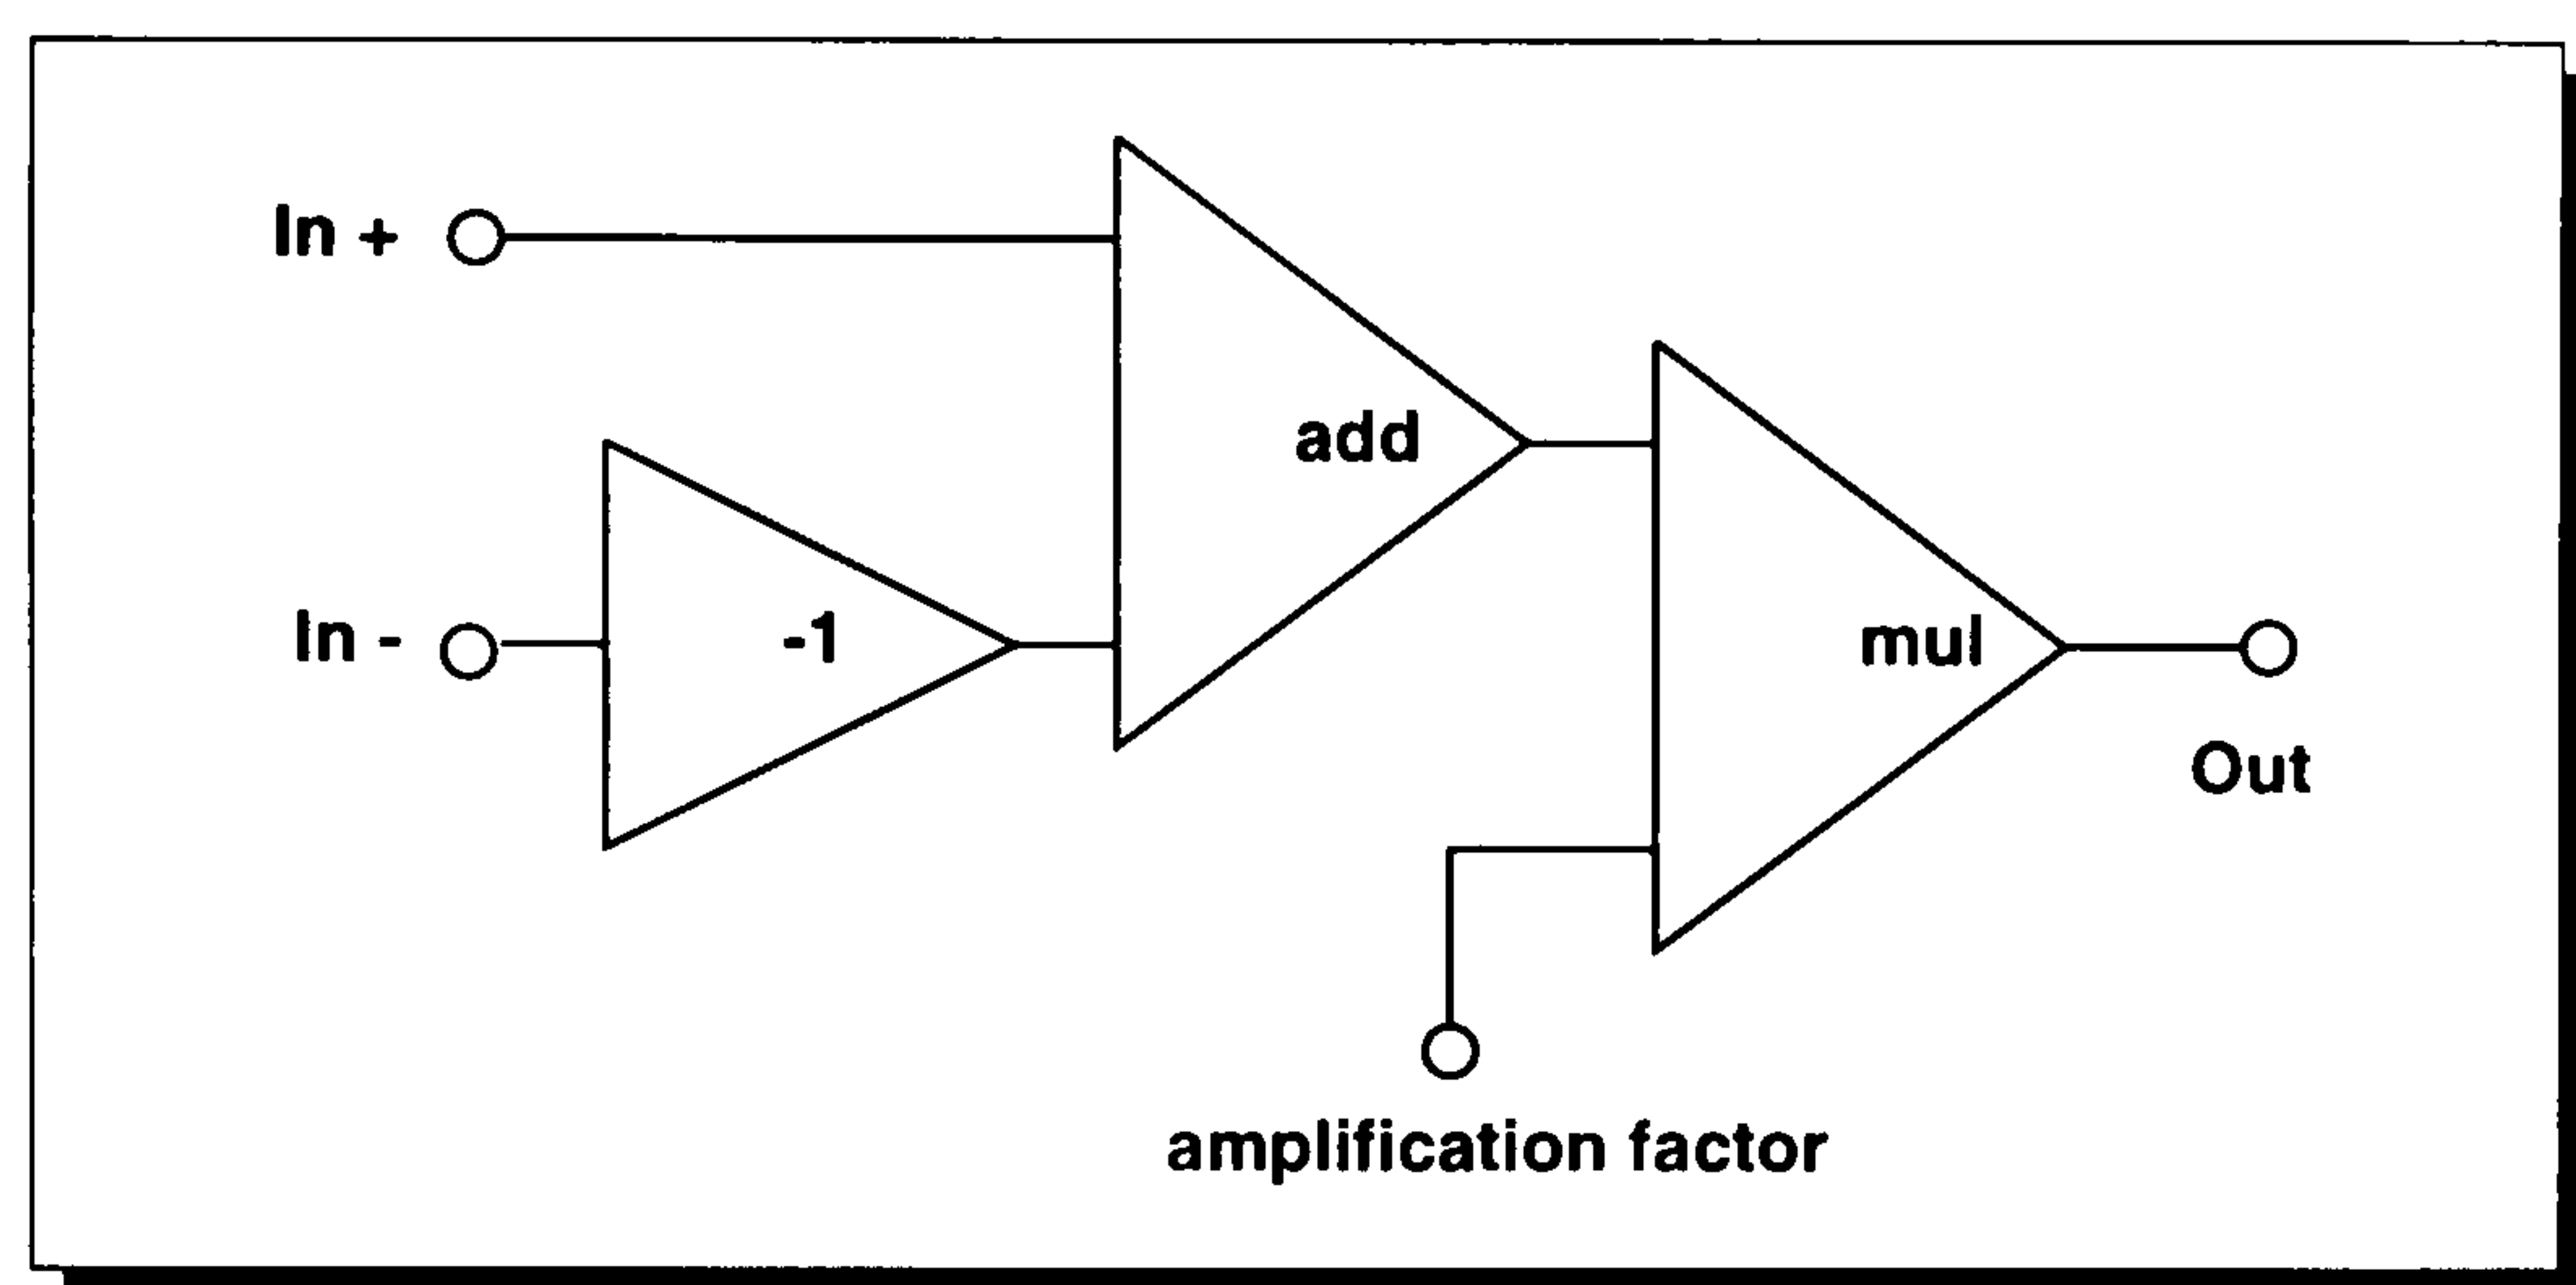 In +
add
In -
-1
mul
Out
amplification factor